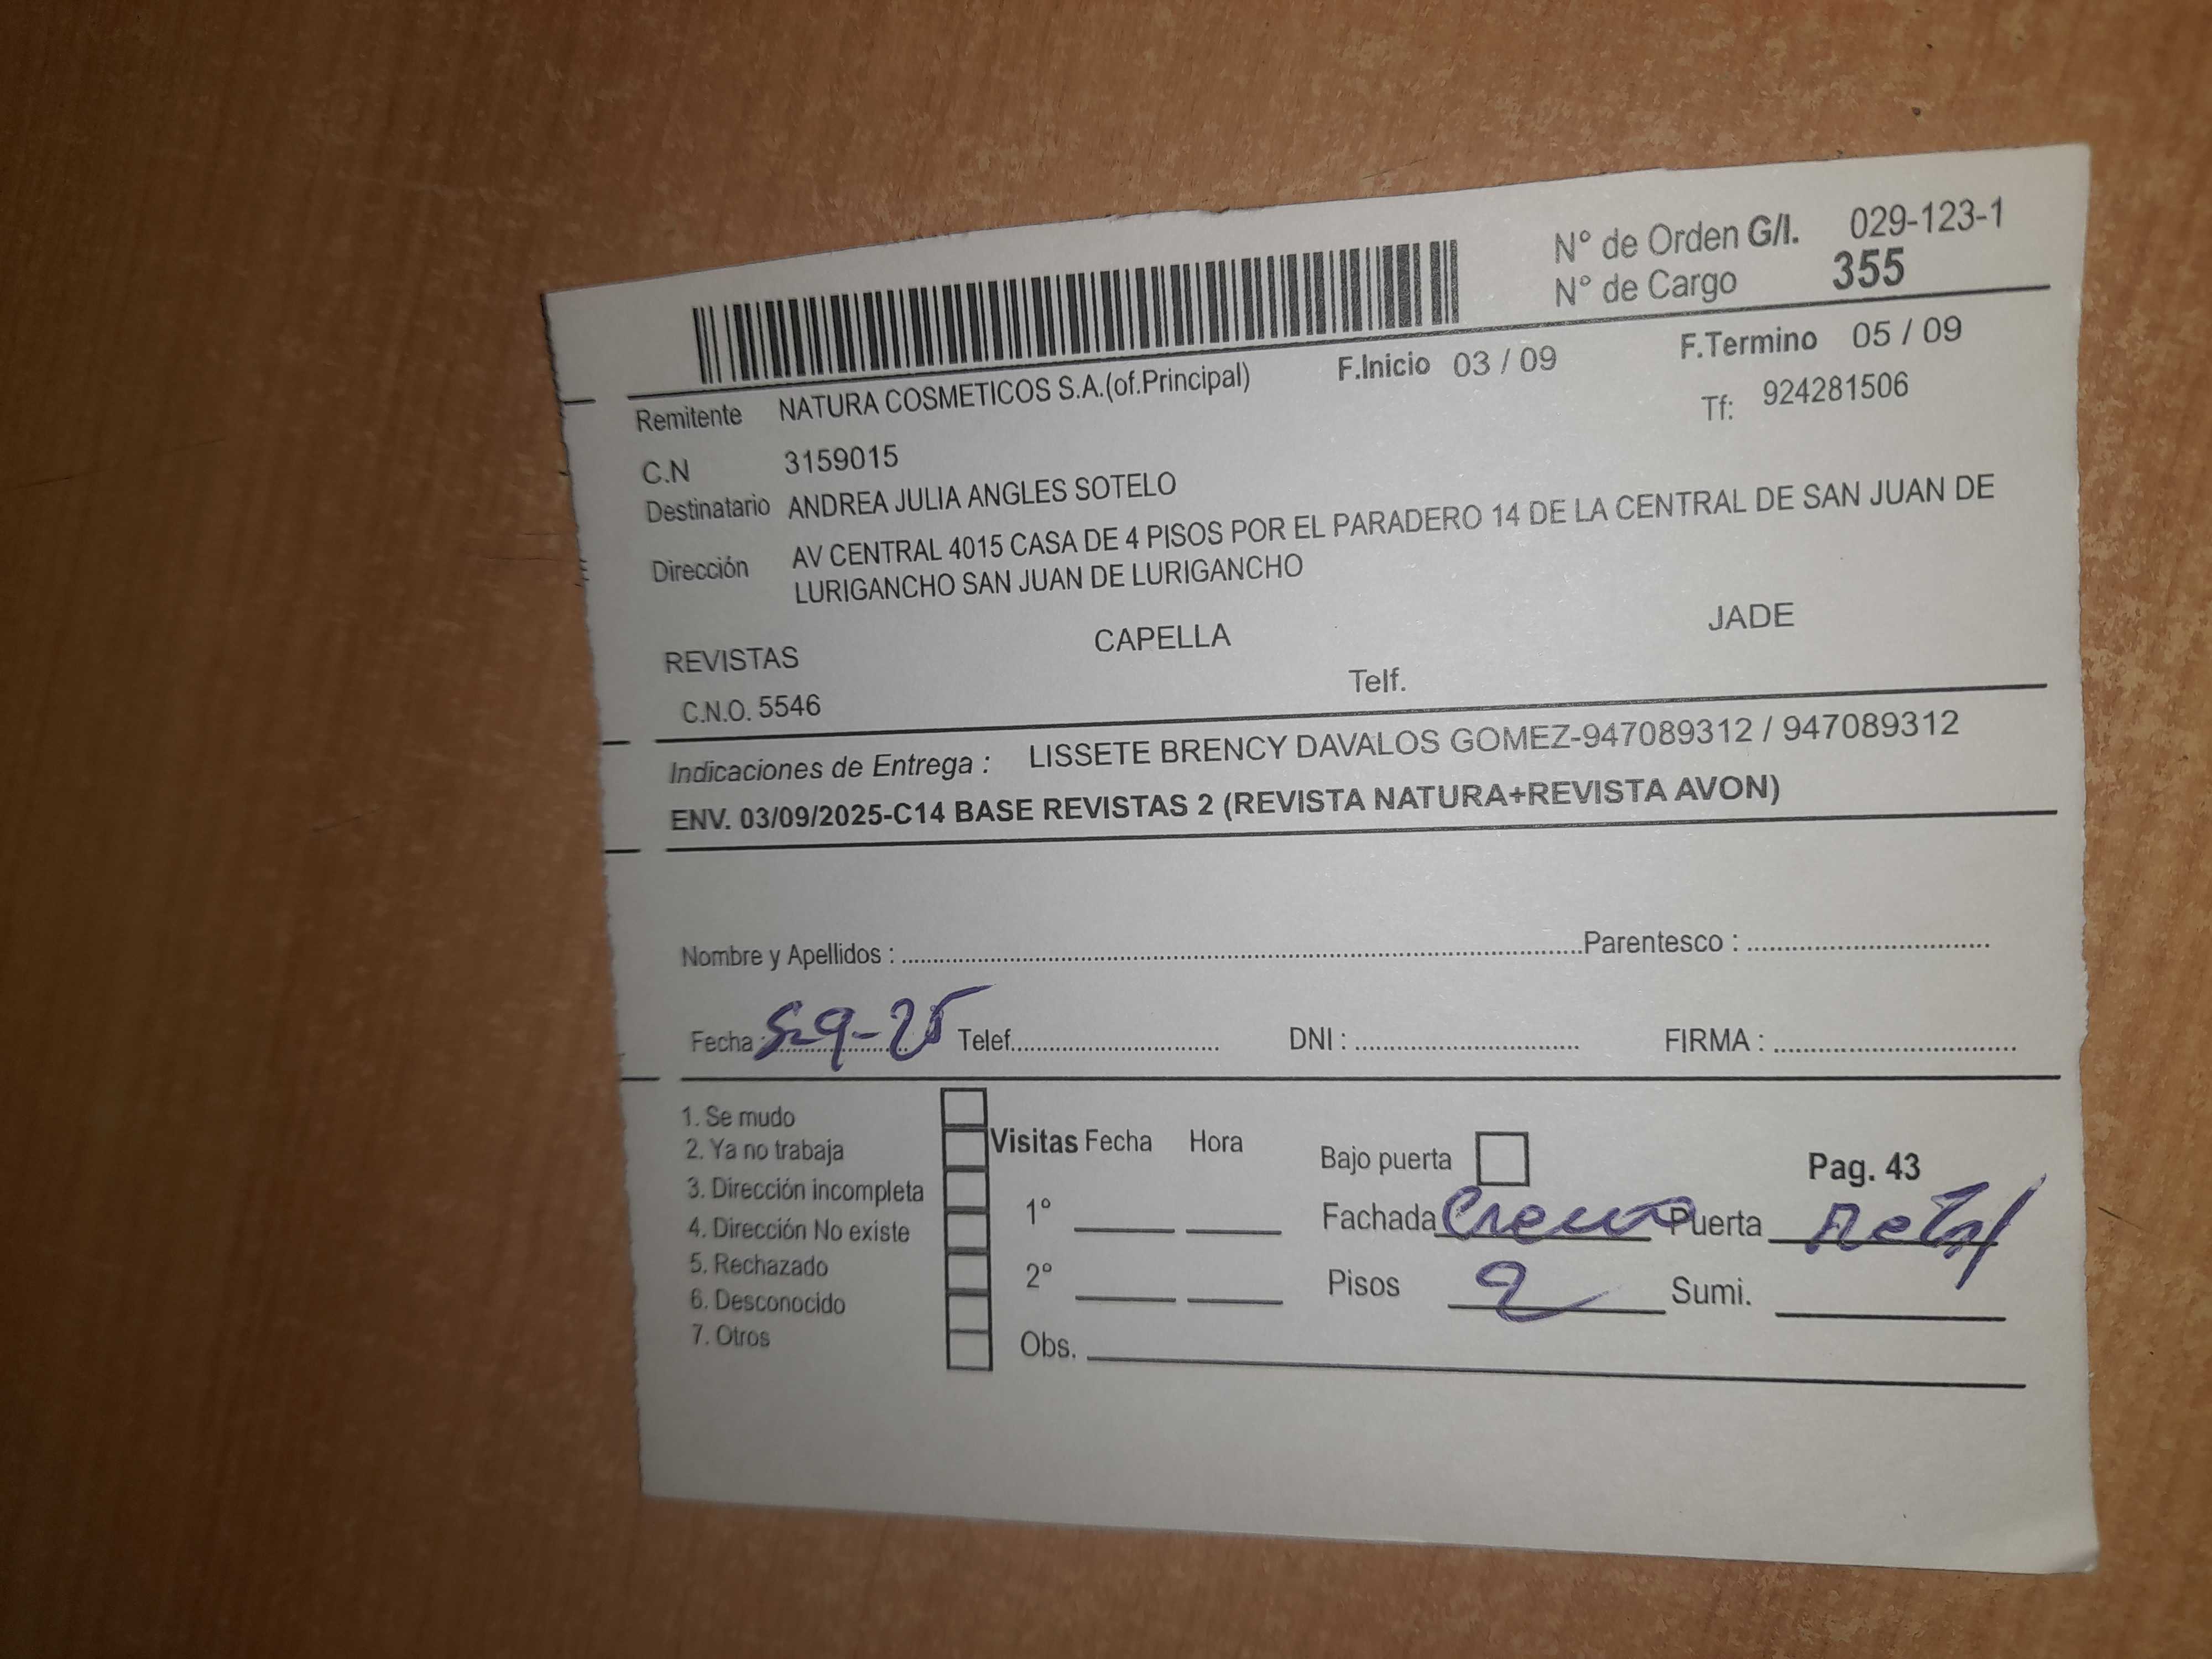 N° de Orden G/I. 029-123-1
N° de Cargo 355
F.Inicio 03 / 09 F.Termino 05 / 09
Remitente NATURA COSMETICOS S.A.(of.Principal) Tf: 924281506
C.N 3159015
Destinatario ANDREA JULIA ANGLES SOTELO
Dirección AV CENTRAL 4015 CASA DE 4 PISOS POR EL PARADERO 14 DE LA CENTRAL DE SAN JUAN DE
LURIGANCHO SAN JUAN DE LURIGANCHO
REVISTAS CAPELLA JADE
C.N.O. 5546 Telf.
Indicaciones de Entrega : LISSETE BRENCY DAVALOS GOMEZ-947089312 / 947089312
ENV. 03/09/2025-C14 BASE REVISTAS 2 (REVISTA NATURA+REVISTA AVON)
Nombre y Apellidos : Parentesco :
Fecha : 5-9-25 Telef. DNI : FIRMA :
1. Se mudo
2. Ya no trabaja
3. Dirección incompleta
4. Dirección No existe
5. Rechazado
6. Desconocido
7. Otros
Visitas Fecha Hora
1°
2°
Obs.
Bajo puerta Pag. 43
Fachada Crema Puerta Metal
Pisos 2 Sumi.